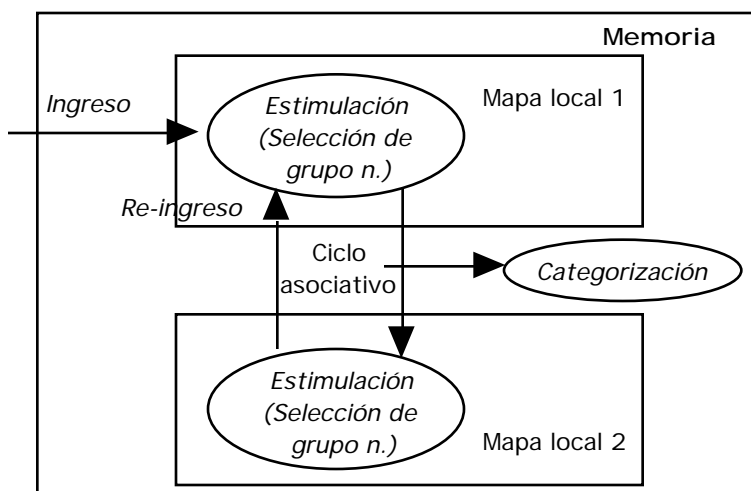 Memoria
Ingreso
Estimulación
(Selección de
grupo n.)
Mapa local 1
Re-ingreso
Ciclo
asociativo
Categorización
Estimulación
(Selección de
grupo n.)
Mapa local 2